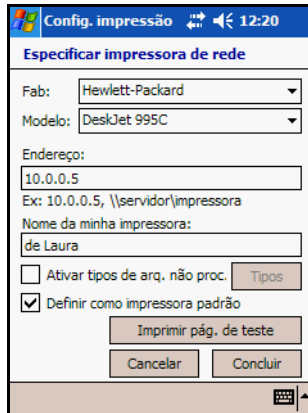 Config. impressão 12:20
Especificar impressora de rede
Fab: Hewlett-Packard
Modelo: DeskJet 995C
Endereço:
10.0.0.5
Ex: 10.0.0.5, \\servidor\impressora
Nome da minha impressora:
de Laura
Ativar tipos de arq. não proc. Tipos
Definir como impressora padrão
Imprimir pág. de teste
Cancelar Concluir